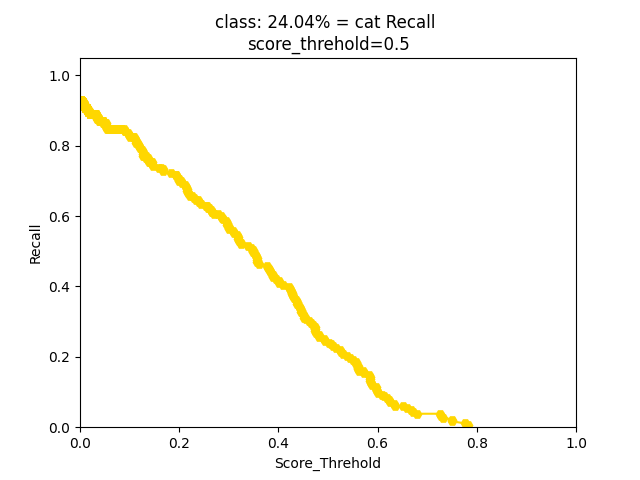 class: 24.04% = cat Recall
score_threhold=0.5
1.0
0.8
0.6
0.4
0.2
0.0
Recall
0.0 0.2 0.4 0.6 0.8 1.0
Score_Threhold